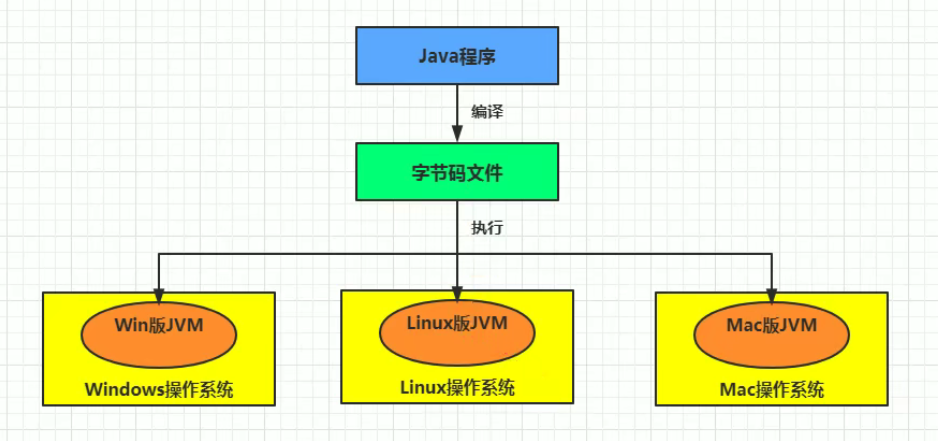 Java程序
编译
字节码文件
执行
Win版JVM
Linux版JVM
Mac版JVM
Windows操作系统
Linux操作系统
Mac操作系统